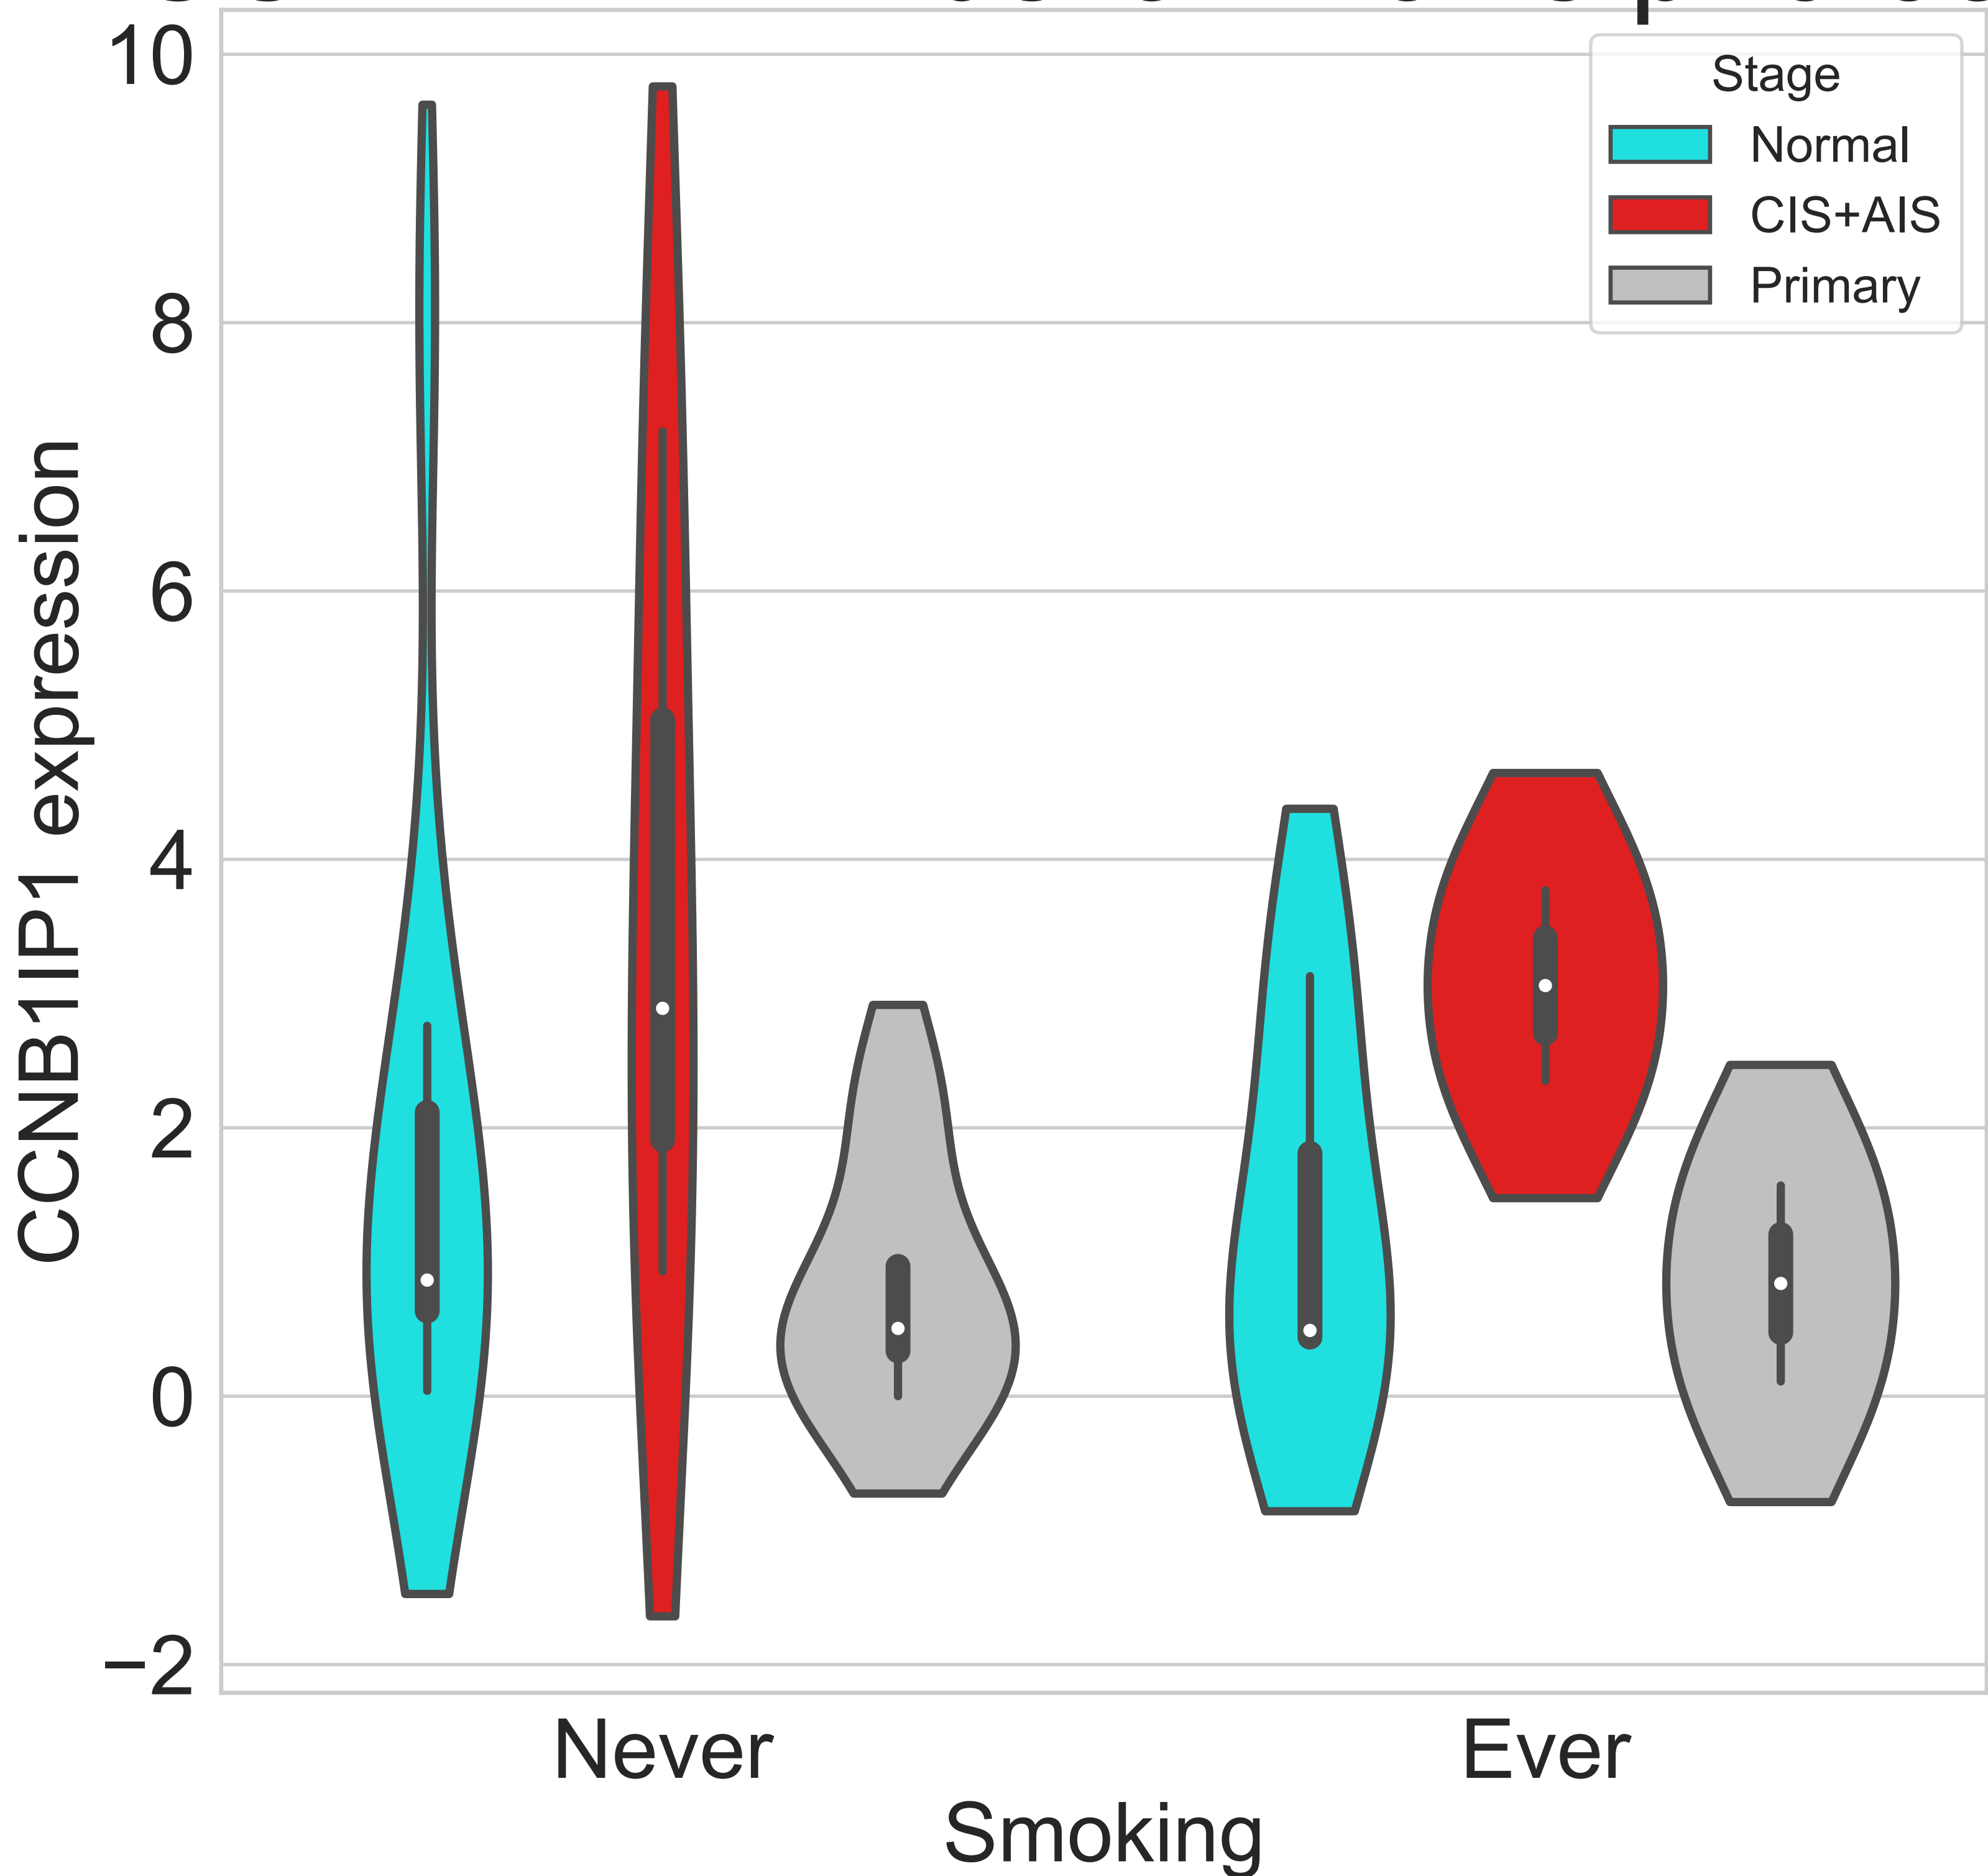 10
8
6
4
2
0
−2
CCNB1IP1 expression
Stage
Normal
CIS+AIS
Primary
Never
Ever
Smoking